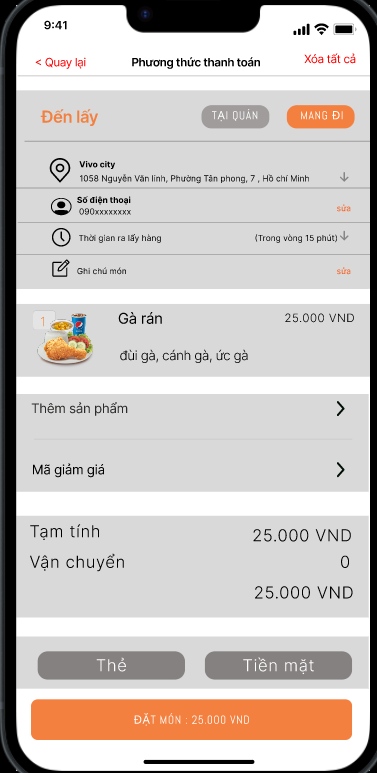 9:41
< Quay lại
Phương thức thanh toán
Xóa tất cả
Đến lấy
TẠI QUÁN
MANG ĐI
Vivo city
1058 Nguyễn Văn linh, Phường Tân phong, 7 , Hồ chí Minh
Số điện thoại
090xxxxxxxx
sửa
Thời gian ra lấy hàng
(Trong vòng 15 phút)
Ghi chú món
sửa
1
Gà rán
25.000 VND
đùi gà, cánh gà, ức gà
Thêm sản phẩm
Mã giảm giá
Tạm tính
25.000 VND
Vận chuyển
0
25.000 VND
Thẻ
Tiền mặt
ĐẶT MÓN : 25.000 VND